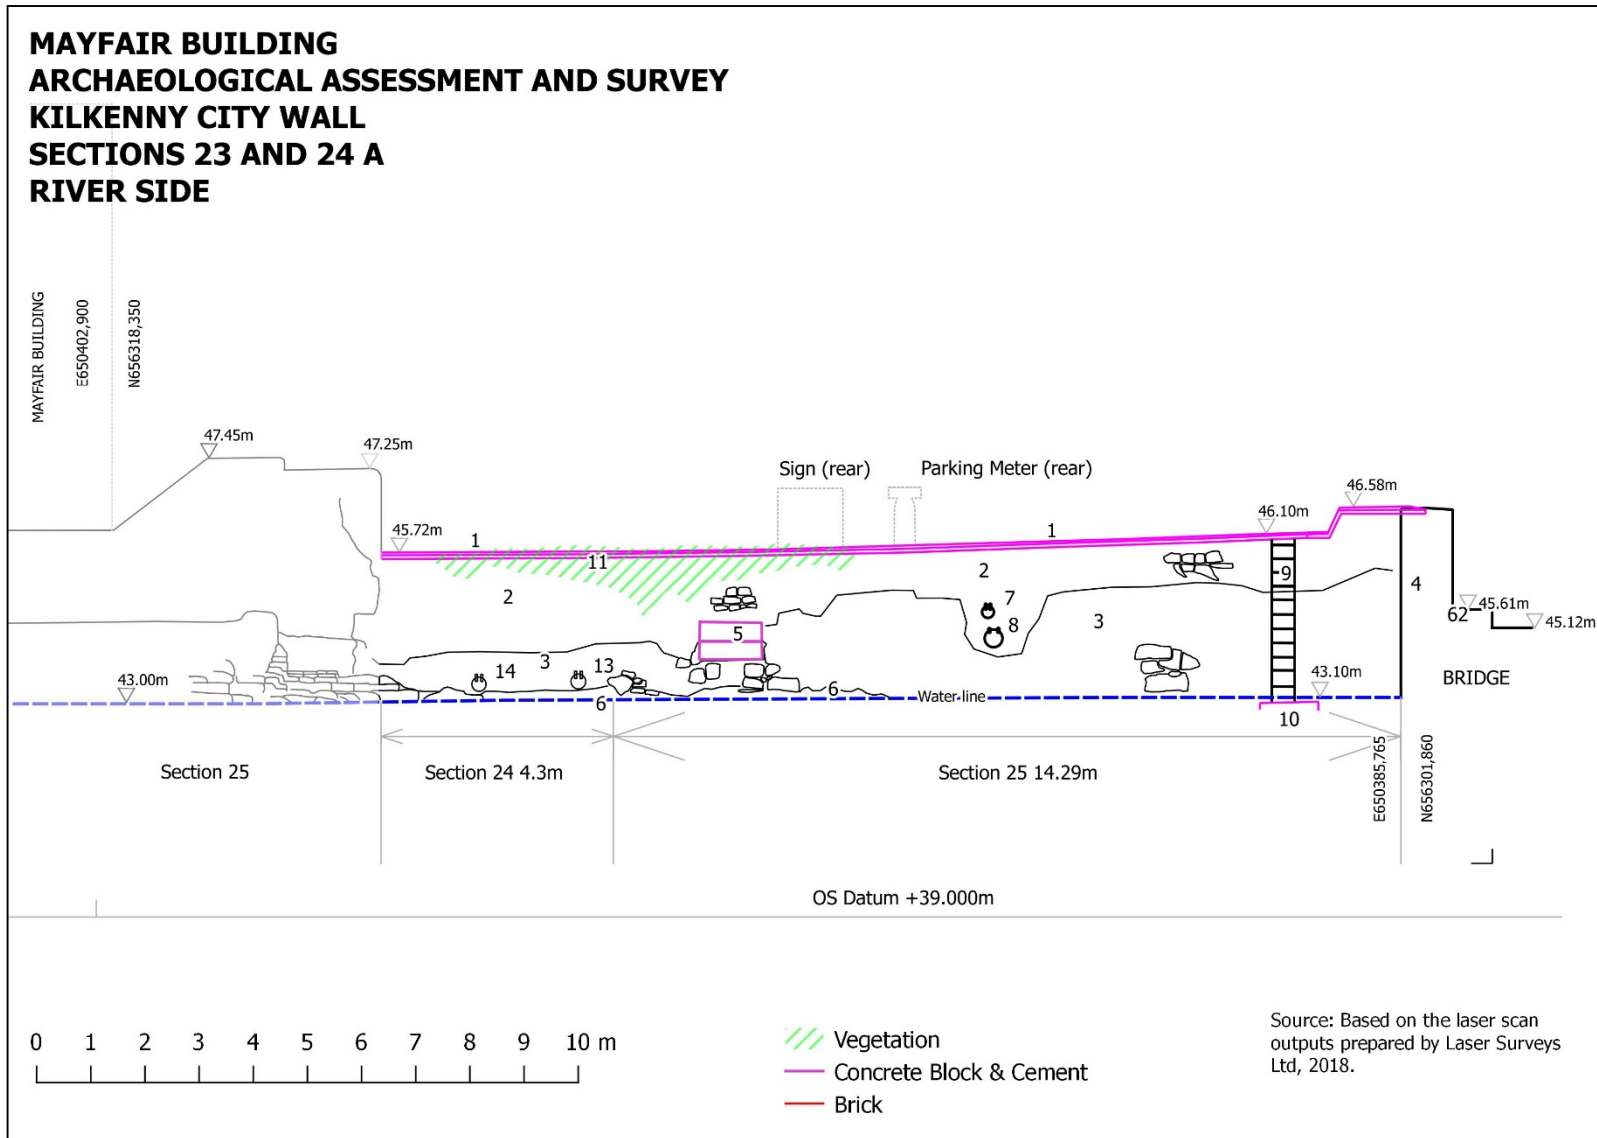 MAYFAIR BUILDING
ARCHAEOLOGICAL ASSESSMENT AND SURVEY
KILKENNY CITY WALL
SECTIONS 23 AND 24 A
RIVER SIDE
MAYFAIR BUILDING
E650402,900
N656318,350
47.45m
47.25m
Sign (rear)
Parking Meter (rear)
46.58m
46.10m
45.72m
1
1
11
2
2
9
4
7
8
3
5
62
45.61m
45.12m
3
13
14
6
6
43.00m
Water line
43.10m
BRIDGE
10
Section 25
Section 24 4.3m
Section 25 14.29m
E650385,765
N656301,860
OS Datum +39.000m
0 1 2 3 4 5 6 7 8 9 10 m
Vegetation
Concrete Block & Cement
Brick
Source: Based on the laser scan
outputs prepared by Laser Surveys
Ltd, 2018.